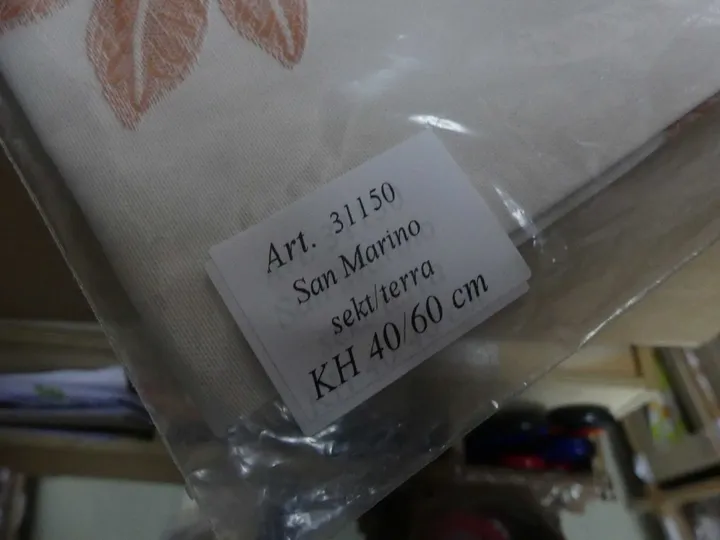 Art. 31150
San Marino
sekt/terra
KH 40/60 cm